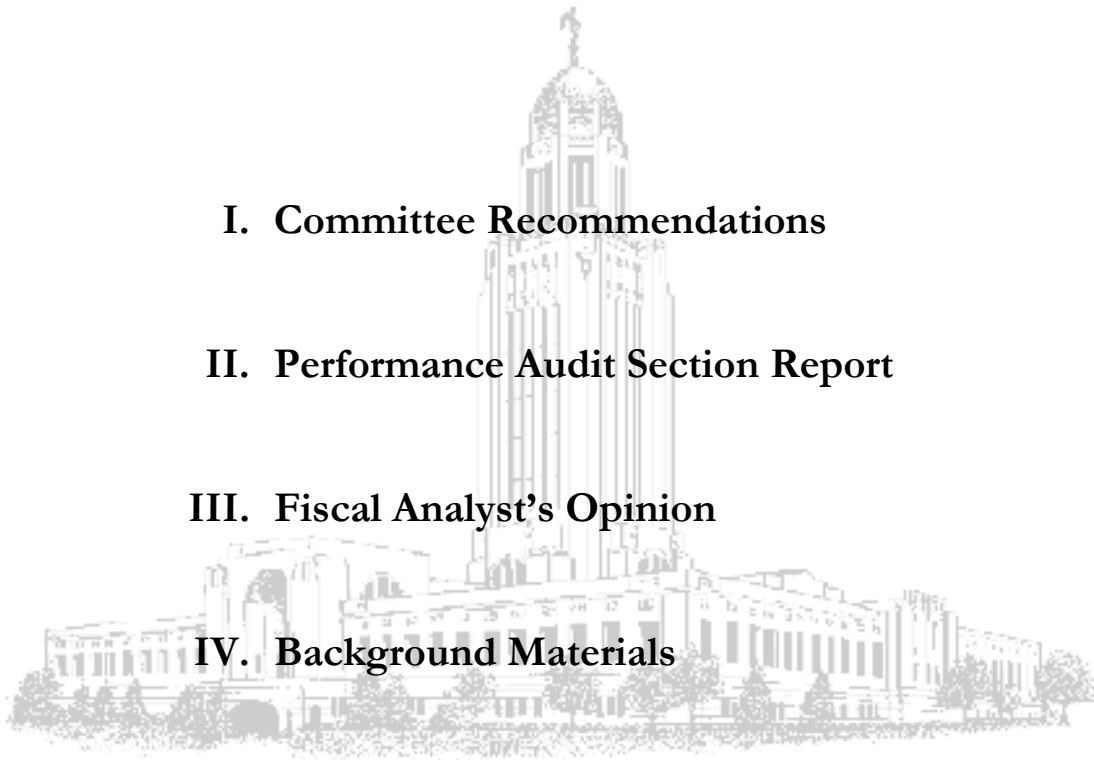 I. Committee Recommendations
II. Performance Audit Section Report
III. Fiscal Analyst’s Opinion
IV. Background Materials